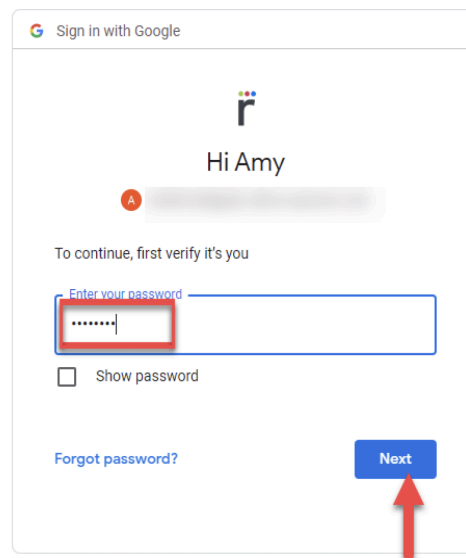 G Sign in with Google
r
Hi Amy
A
To continue, first verify it's you
Enter your password
••••••••
Show password
Forgot password?
Next